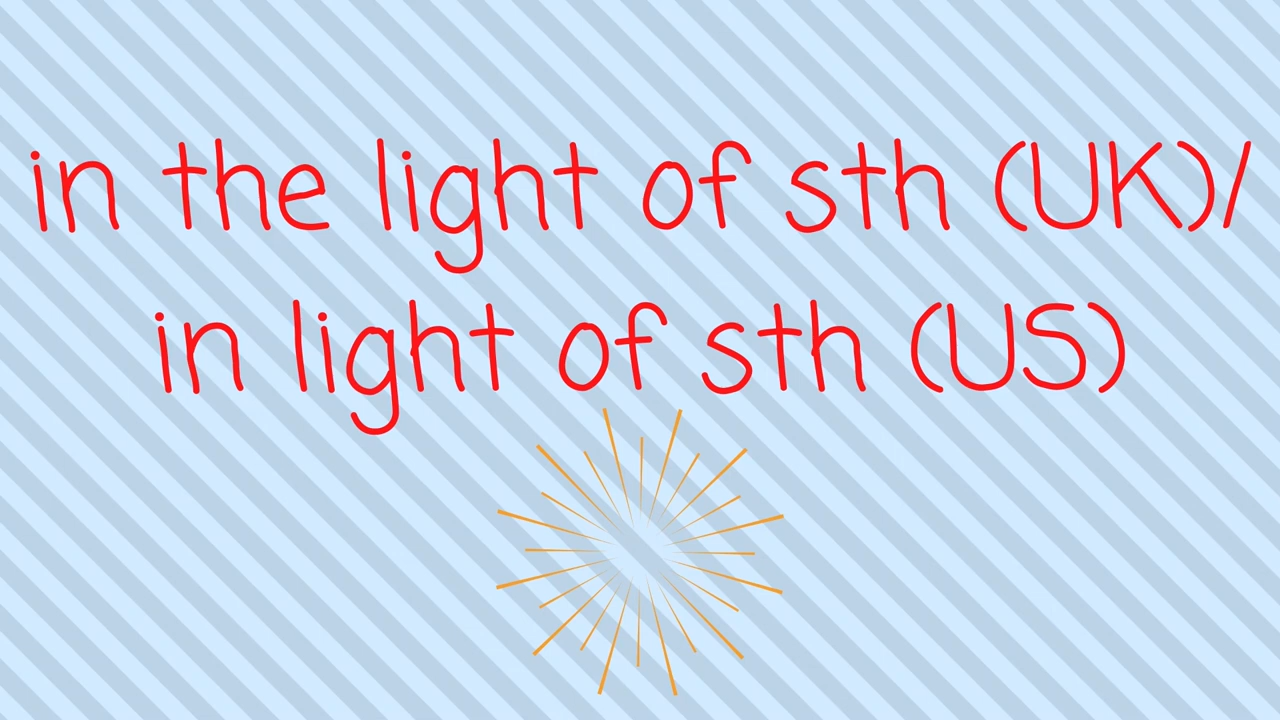 in the light of sth (UK)/
in light of sth (US)